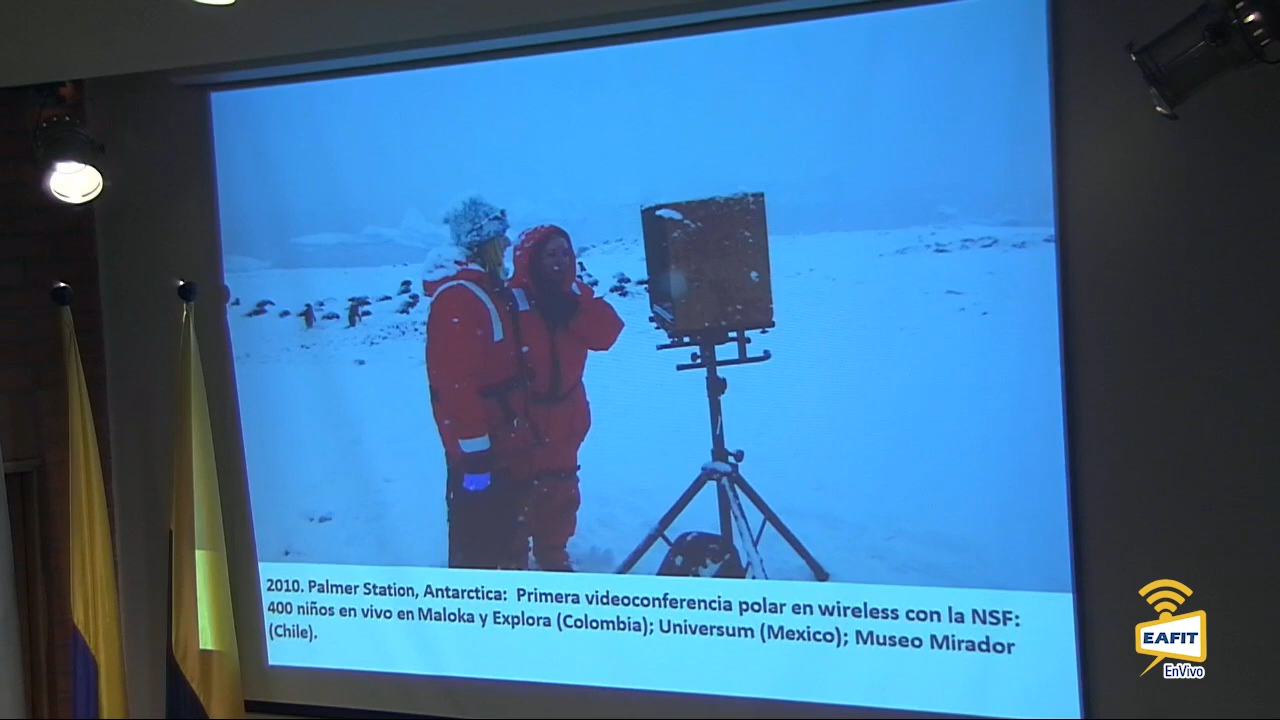 2010. Palmer Station, Antarctica: Primera videoconferencia polar en wireless con la NSF:
400 niños en vivo en Maloka y Explora (Colombia); Universum (Mexico); Museo Mirador
(Chile).
EAFIT
EnVivo